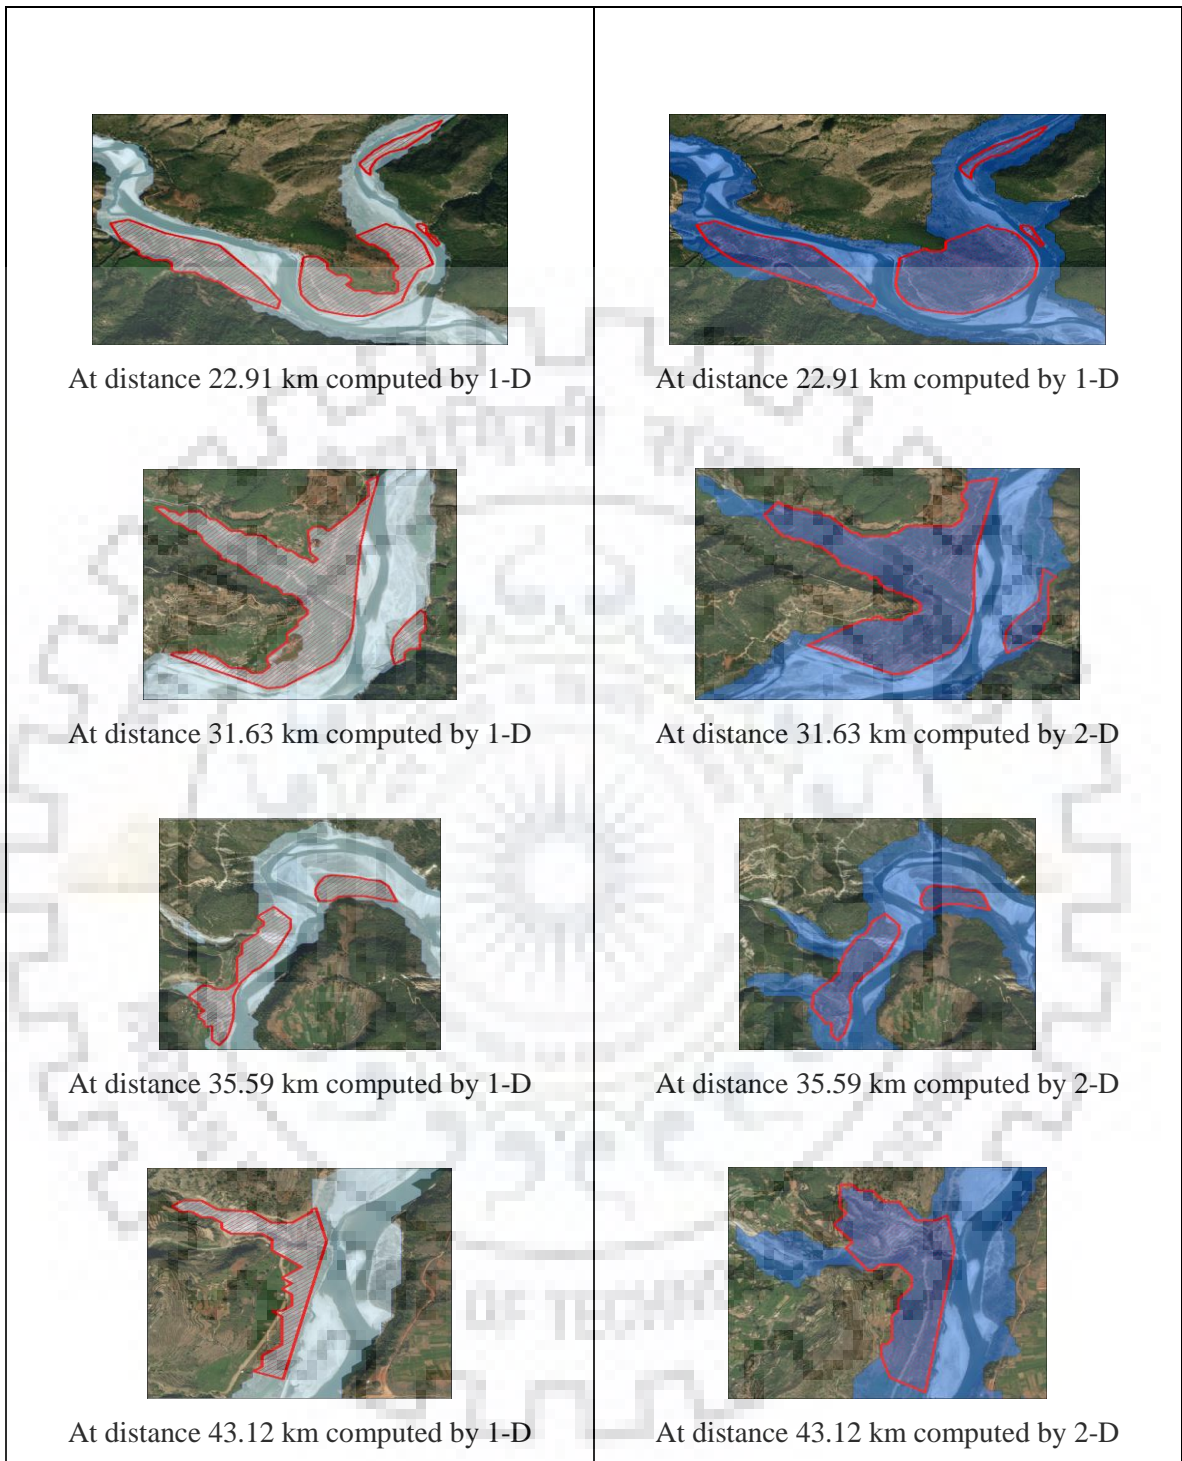 At distance 22.91 km computed by 1-D
At distance 22.91 km computed by 1-D
At distance 31.63 km computed by 1-D
At distance 31.63 km computed by 2-D
At distance 35.59 km computed by 1-D
At distance 35.59 km computed by 2-D
At distance 43.12 km computed by 1-D
At distance 43.12 km computed by 2-D
OF TECHN